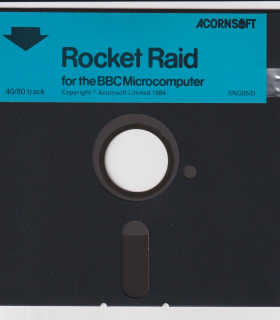 ACORNSOFT
Rocket Raid
for the BBC Microcomputer
40/80 track
Copyright © Acornsoft Limited 1984
SNG05/D